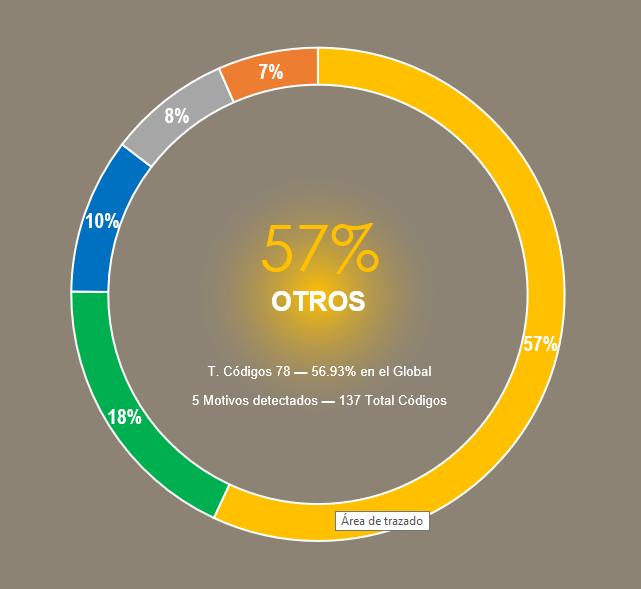 7%
8%
10%
57%
OTROS
57%
T. Códigos 78 — 56.93% en el Global
5 Motivos detectados — 137 Total Códigos
18%
Área de trazado